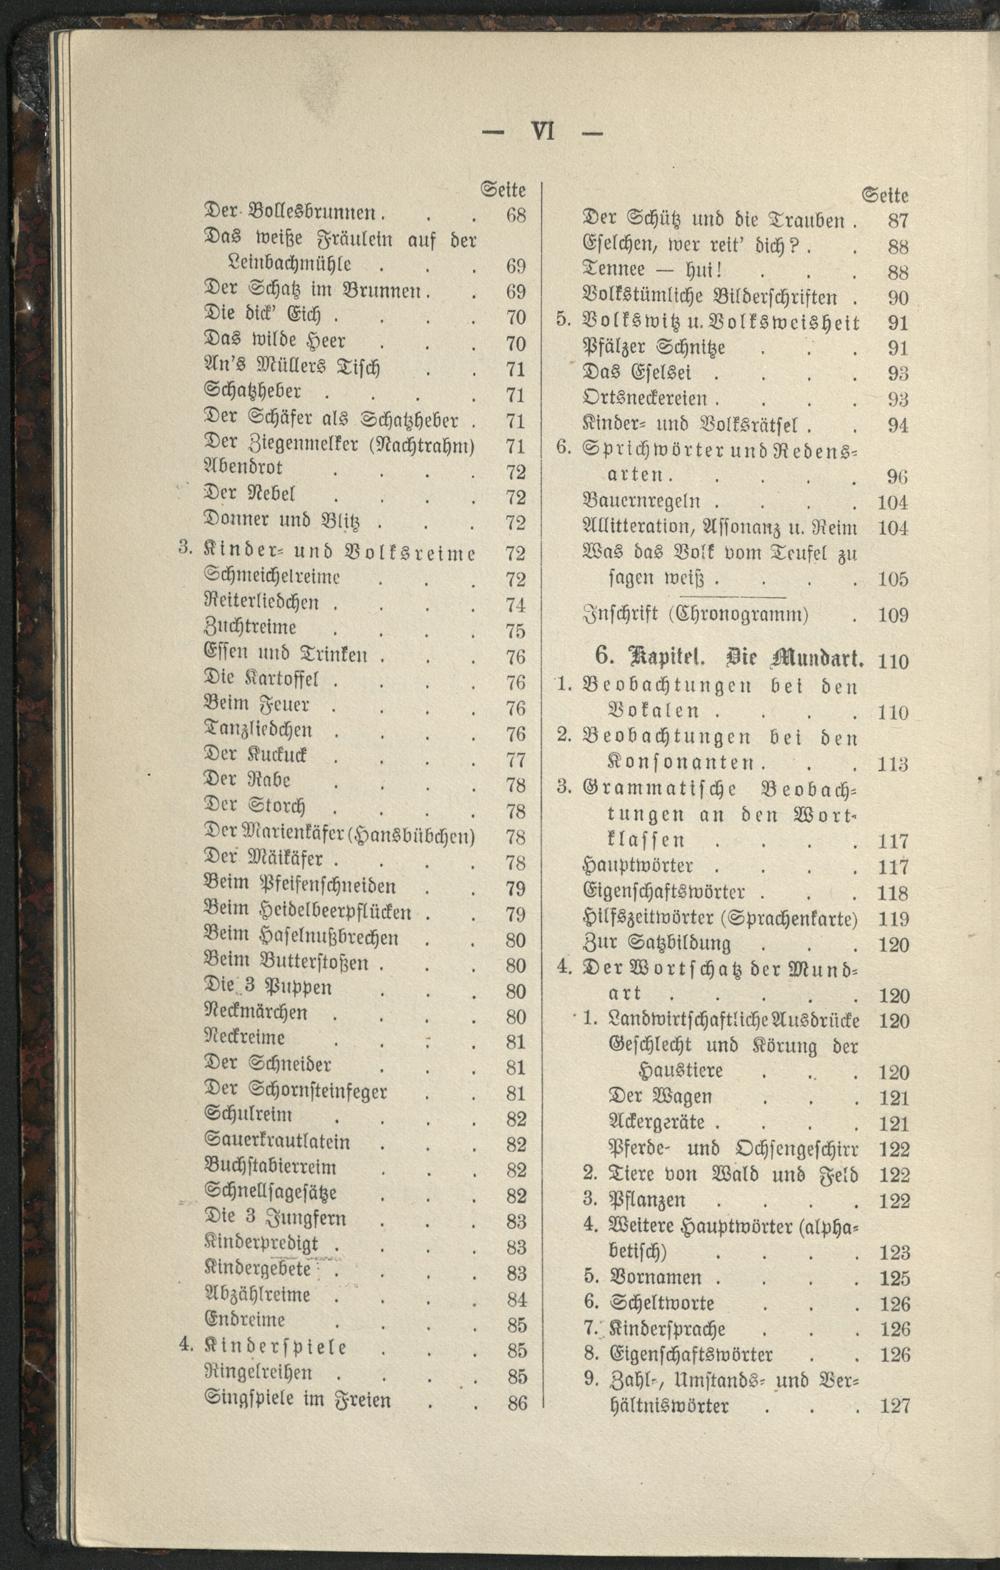 — VI —
Seite
Der Bollesbrunnen . . . 68
Das weiße Fräulein auf der
Leinbachmühle . . . 69
Der Schatz im Brunnen . . 69
Die dick' Eich . . . . 70
Das wilde Heer . . . 70
An's Müllers Tisch . . 71
Schatzheber . . . . 71
Der Schäfer als Schatzheber . 71
Der Ziegenmelker (Nachtrahm) 71
Abendrot . . . . 72
Der Nebel . . . . 72
Donner und Blitz . . . 72
3. Kinder- und Volksreime 72
Schmeichelreime . . . 72
Reiterliedchen . . . . 74
Zuchtreime . . . . 75
Essen und Trinken . . . 76
Die Kartoffel . . . . 76
Beim Feuer . . . . 76
Tanzliedchen . . . . 76
Der Kuckuck . . . . 77
Der Rabe . . . . 78
Der Storch . . . . 78
Der Marienkäfer (Hansbübchen) 78
Der Maikäfer . . . . 78
Beim Pfeifenschneiden . . 79
Beim Heidelbeerpflücken . . 79
Beim Haselnußbrechen . . 80
Beim Butterstoßen . . . 80
Die 3 Puppen . . . 80
Neckmärchen . . . . 80
Neckreime . . . . 81
Der Schneider . . . 81
Der Schornsteinfeger . . 81
Schulreim . . . . 82
Sauerkrautlatein . . . 82
Buchstabierreim . . . 82
Schnellsagesätze . . . 82
Die 3 Jungfern . . . 83
Kinderpredigt . . . . 83
Kindergebete . . . . 83
Abzählreime . . . . 84
Endreime . . . . 85
4. Kinderspiele . . . 85
Ringelreihen . . . . 85
Singspiele im Freien . . 86
Seite
Der Schütz und die Trauben . 87
Eselchen, wer reit' dich? . . 88
Tennee — hui! . . . 88
Volkstümliche Bilderschriften . 90
5. Volkswitz u. Volksweisheit 91
Pfälzer Schnitze . . . 91
Das Eselsei . . . . 93
Ortsneckereien . . . . 93
Kinder- und Volksrätsel . . 94
6. Sprichwörter und Redens-
arten . . . . . 96
Bauernregeln . . . . 104
Allitteration, Assonanz u. Reim 104
Was das Volk vom Teufel zu
sagen weiß . . . . 105
Inschrift (Chronogramm) . 109
6. Kapitel. Die Mundart. 110
1. Beobachtungen bei den
Vokalen . . . . 110
2. Beobachtungen bei den
Konsonanten . . . 113
3. Grammatische Beobach-
tungen an den Wort-
klassen . . . . 117
Hauptwörter . . . . 117
Eigenschaftswörter . . . 118
Hilfszeitwörter (Sprachenkarte) 119
Zur Satzbildung . . . 120
4. Der Wortschatz der Mund-
art . . . . . 120
1. Landwirtschaftliche Ausdrücke 120
Geschlecht und Körung der
Haustiere . . . 120
Der Wagen . . . 121
Ackergeräte . . . . 121
Pferde- und Ochsengeschirr 122
2. Tiere von Wald und Feld 122
3. Pflanzen . . . . 122
4. Weitere Hauptwörter (alpha-
betisch) . . . . 123
5. Vornamen . . . . 125
6. Scheltworte . . . 126
7. Kindersprache . . . 126
8. Eigenschaftswörter . . 126
9. Zahl-, Umstands- und Ver-
hältniswörter . . . 127